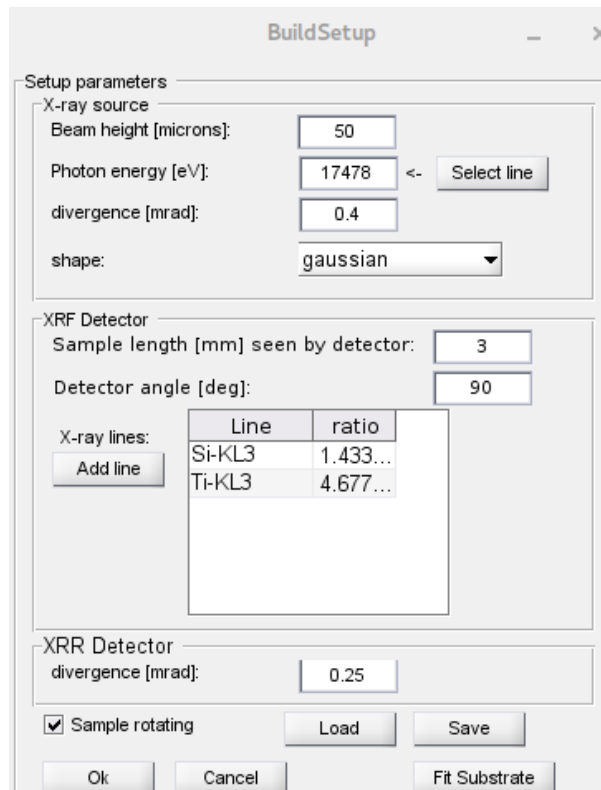 BuildSetup
Setup parameters
X-ray source
Beam height [microns]: 50
Photon energy [eV]: 17478 <- Select line
divergence [mrad]: 0.4
shape: gaussian
XRF Detector
Sample length [mm] seen by detector: 3
Detector angle [deg]: 90
X-ray lines:
Add line
Line ratio
Si-KL3 1.433...
Ti-KL3 4.677...
XRR Detector
divergence [mrad]: 0.25
Sample rotating Load Save
Ok Cancel Fit Substrate